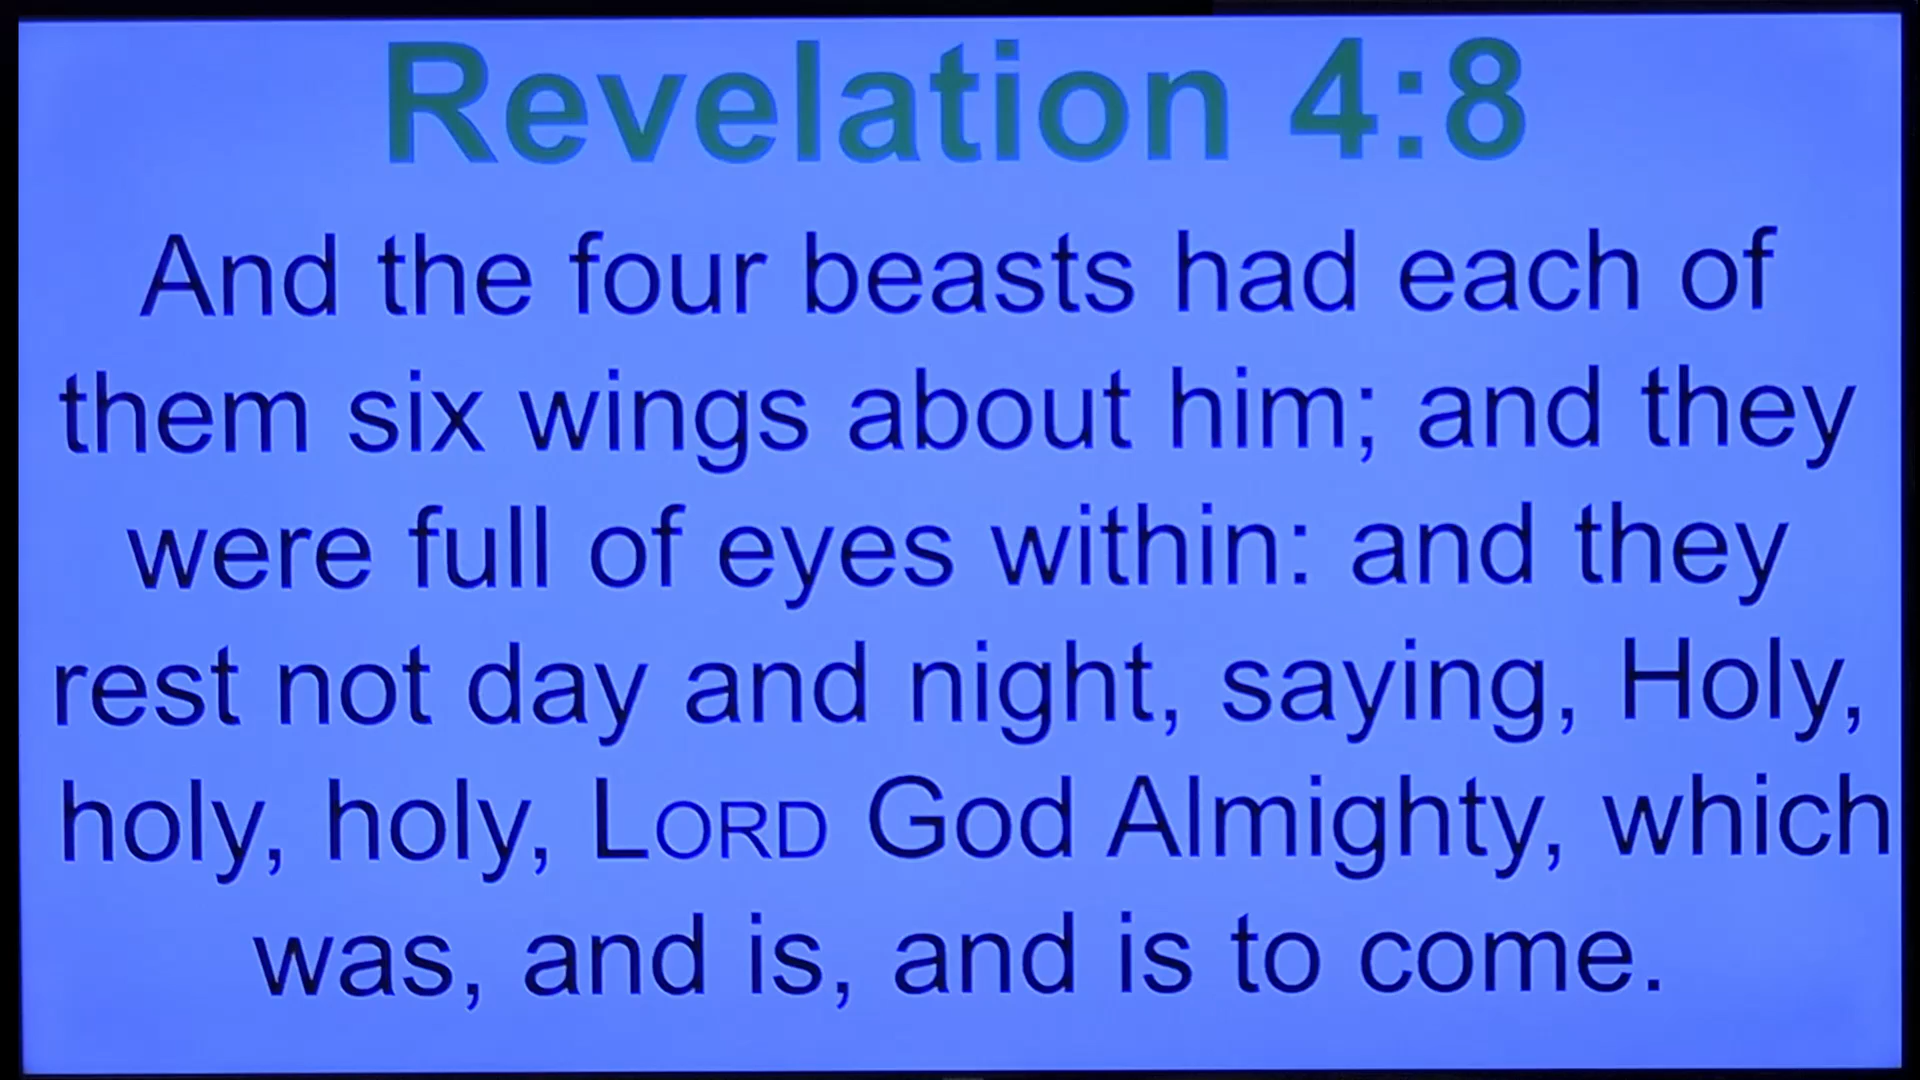 Revelation 4:8
And the four beasts had each of
them six wings about him; and they
were full of eyes within: and they
rest not day and night, saying, Holy,
holy, holy, LORD God Almighty, which
was, and is, and is to come.